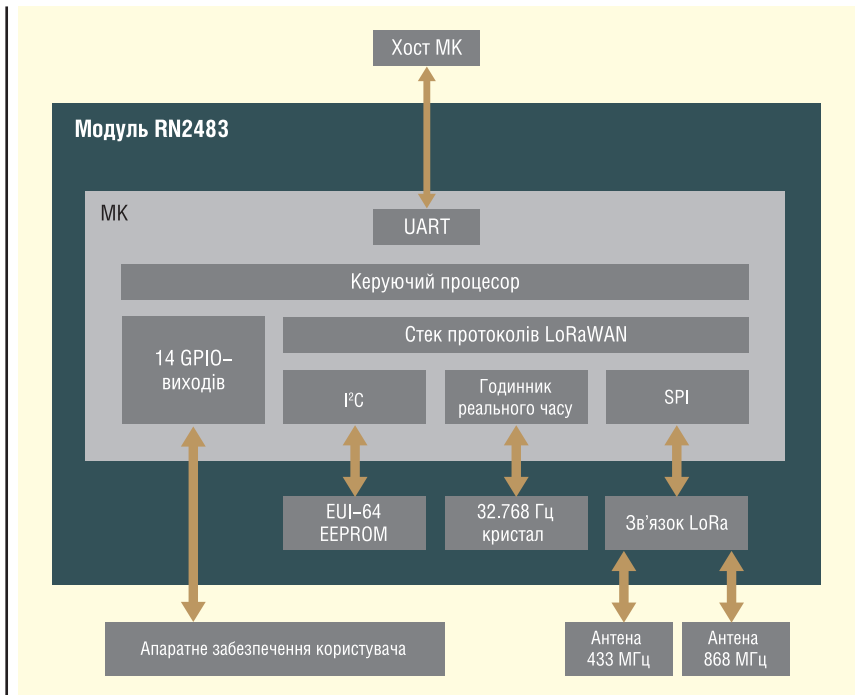 Хост МК
Модуль RN2483
МК
UART
Керуючий процесор
14 GPIO–
виходів
Стек протоколів LoRaWAN
I²C
Годинник
реального часу
SPI
EUI–64
EEPROM
32.768 Гц
кристал
Зв'язок LoRa
Апаратне забезпечення користувача
Антена
433 МГц
Антена
868 МГц